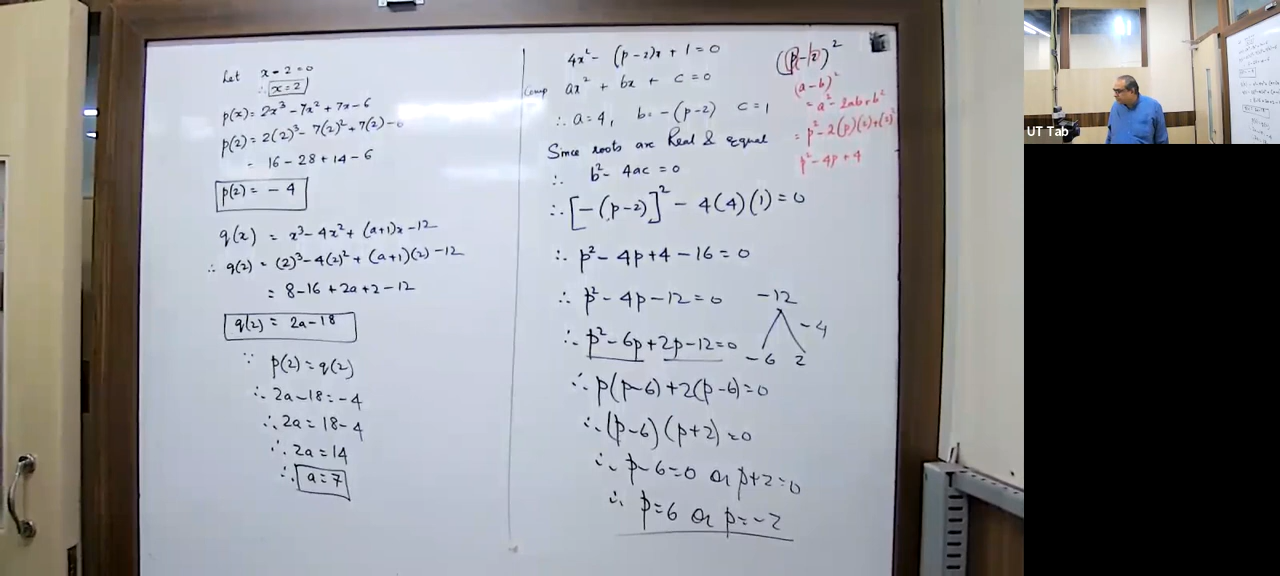 Let x-2=0
∴ x=2
p(x) = 2x³-7x²+7x-6
p(2) = 2(2)³-7(2)²+7(2)-6
= 16-28+14-6
p(2) = -4
q(x) = x³-4x²+(a+1)x-12
∴ q(2) = (2)³-4(2)²+(a+1)(2)-12
= 8-16+2a+2-12
q(2) = 2a-18
∵ p(2) = q(2)
∴ 2a-18=-4
∴ 2a=18-4
∴ 2a=14
∴ a=7
4x²-(p-2)x+1=0
Comp ax²+bx+c=0
∴ a=4, b=-(p-2) c=1
Since roots are Real & Equal
∴ b²-4ac=0
∴ [-(p-2)]²-4(4)(1)=0
∴ p²-4p+4-16=0
∴ p²-4p-12=0
∴ p²-6p+2p-12=0
∴ p(p-6)+2(p-6)=0
∴ (p-6)(p+2)=0
∴ p-6=0 or p+2=0
∴ p=6 or p=-2
-12
-4
-6 2
(p-2)²
(a-b)²
= a²-2ab+b²
= p²-2(p)(2)+(2)²
p²-4p+4
UT Tab